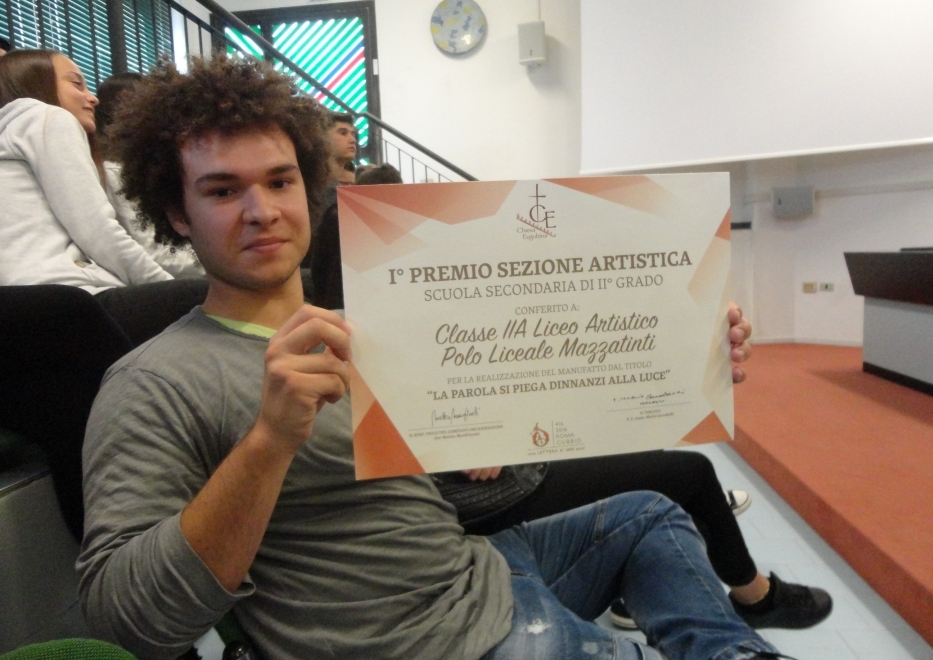 CE
I° PREMIO SEZIONE ARTISTICA
SCUOLA SECONDARIA DI II° GRADO
CONFERITO A:
Classe IIA Liceo Artistico
Polo Liceale Mazzatinti
PER LA REALIZZAZIONE DEL MANUFATTO DAL TITOLO
"LA PAROLA SI PIEGA DINNANZI ALLA LUCE"